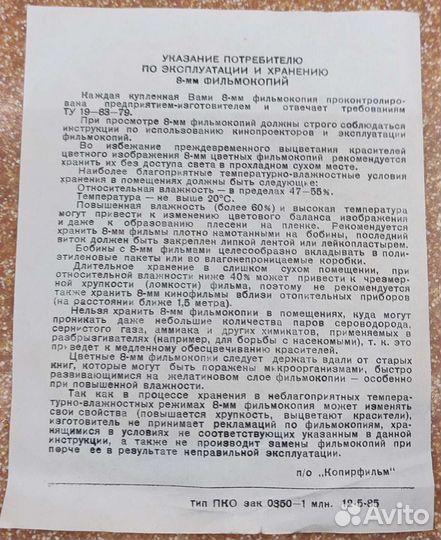 УКАЗАНИЕ ПОТРЕБИТЕЛЮ
ПО ЭКСПЛУАТАЦИИ И ХРАНЕНИЮ
8-мм ФИЛЬМОКОПИЙ
Каждая купленная Вами 8-мм фильмокопия проконтролиро-
вана предприятием-изготовителем и отвечает требованиям
ТУ 19-83-79.
При просмотре 8-мм фильмокопий должны строго соблюдаться
инструкции по использованию кинопроекторов и эксплуатации
фильмокопий.
Во избежание преждевременного выцветания красителей
цветного изображения 8-мм цветных фильмокопий рекомендуется
хранить их без доступа света в прохладном сухом месте.
Наиболее благоприятные температурно-влажностные условия
хранения в помещениях должны быть следующие:
Относительная влажность – в пределах 47-55%.
Температура – не выше 20°С.
Повышенная влажность (более 60%) и высокая температура
могут привести к изменению цветового баланса изображения
и даже к образованию плесени на пленке. Рекомендуется
хранить 8-мм фильмы плотно намотанными на бобины, последний
виток должен быть закреплен липкой лентой или лейкопластырем.
Бобины с 8-мм фильмами целесообразно вкладывать в поли-
этиленовые пакеты или во влагонепроницаемые коробки.
Длительное хранение в слишком сухом помещении, при
относительной влажности ниже 40% может привести к чрезмер-
ной хрупкости (ломкости) фильма, поэтому не рекомендуется
также хранить 8-мм кинофильмы вблизи отопительных приборов
(на расстоянии ближе 1,5 метра).
Нельзя хранить 8-мм фильмокопии в помещениях, куда могут
проникать даже небольшие количества паров сероводорода,
сернистого газа, аммиака и других химикатов, применяемых в
разбрызгивателях (например, для борьбы с насекомыми), т. к. это
приведет к медленному обесцвечиванию красителей.
Цветные 8-мм фильмокопии следует держать вдали от старых
книг, которые могут быть поражены микроорганизмами, быстро
развивающимися на желатиновом слое фильмокопии – особенно
при повышенной влажности.
Так как в процессе хранения в неблагоприятных темпера-
турно-влажностных режимах 8-мм фильмокопия может изменять
свои свойства (повышается хрупкость, выцветают красители),
изготовитель не принимает рекламаций по фильмокопиям, хра-
нящимися в условиях не соответствующих указанным в данной
инструкции, а также не производит замены фильмокопий при
порче ее в результате неправильной эксплуатации.
п/о „Копирфильм"
тип ПКО зак 0350-1 млн. 12-5-85
Avito